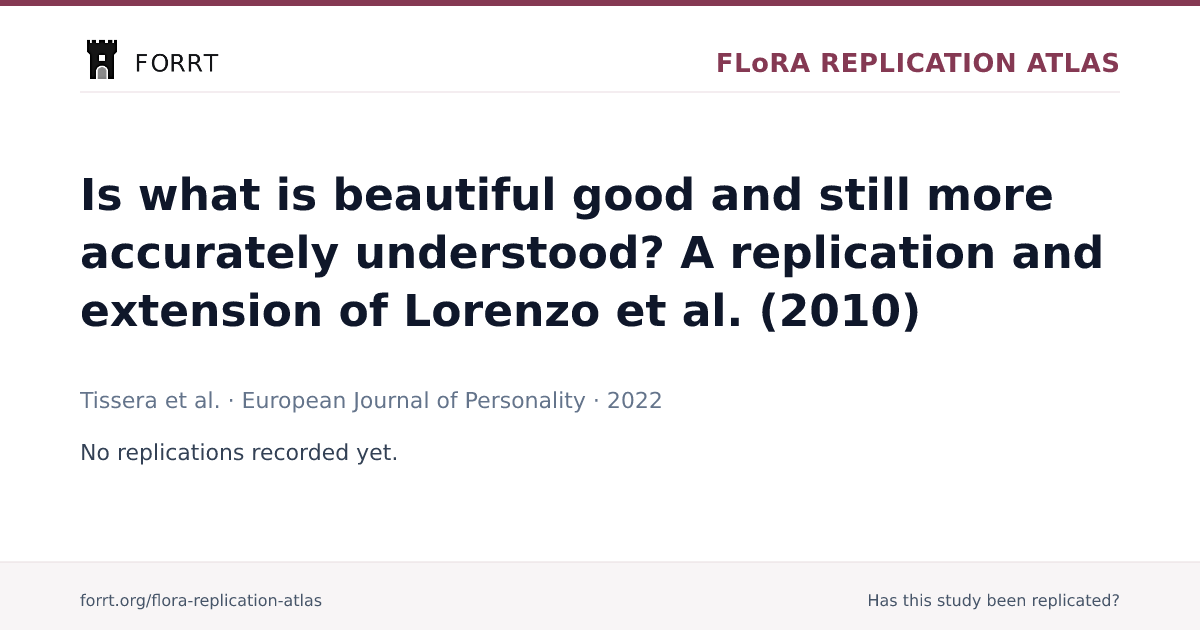 FORRT
FLoRA REPLICATION ATLAS
Is what is beautiful good and still more
accurately understood? A replication and
extension of Lorenzo et al. (2010)
Tissera et al. · European Journal of Personality · 2022
No replications recorded yet.
forrt.org/flora-replication-atlas
Has this study been replicated?